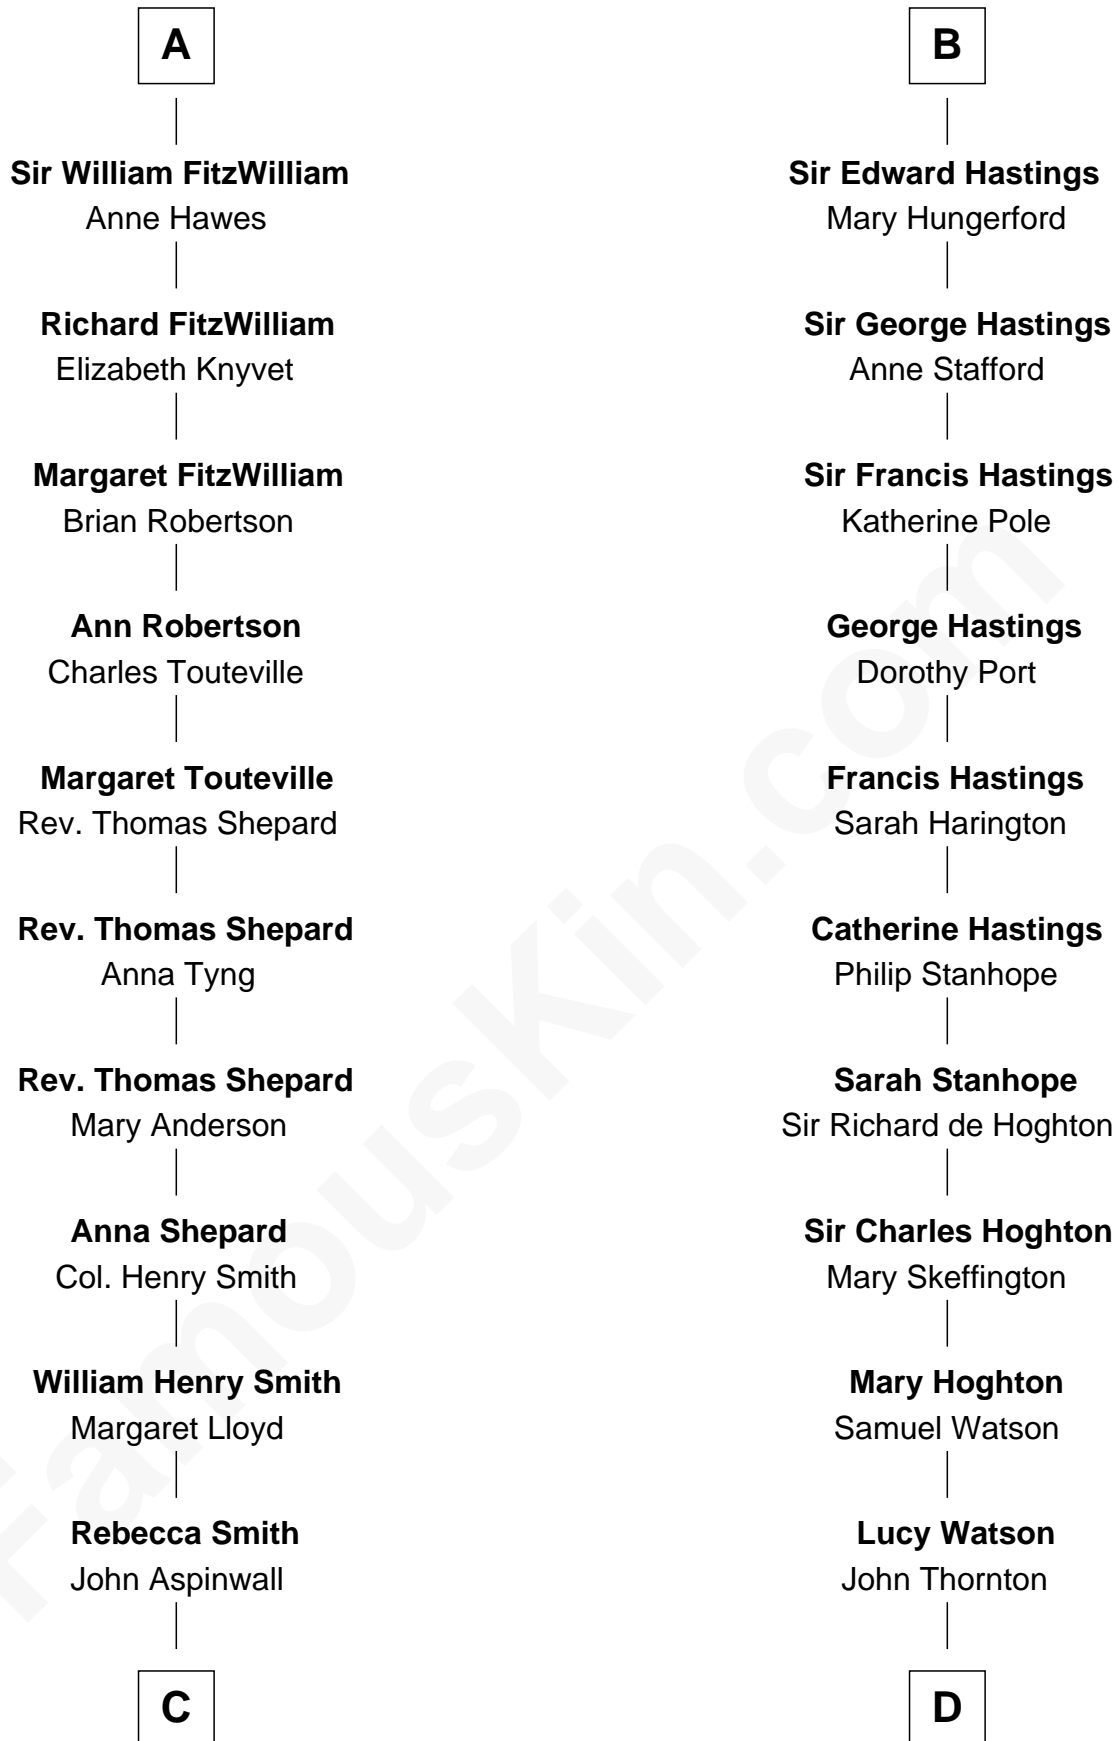 A
Sir William FitzWilliam
Anne Hawes
Richard FitzWilliam
Elizabeth Knyvet
Margaret FitzWilliam
Brian Robertson
Ann Robertson
Charles Touteville
Margaret Touteville
Rev. Thomas Shepard
Rev. Thomas Shepard
Anna Tyng
Rev. Thomas Shepard
Mary Anderson
Anna Shepard
Col. Henry Smith
William Henry Smith
Margaret Lloyd
Rebecca Smith
John Aspinwall
C
B
Sir Edward Hastings
Mary Hungerford
Sir George Hastings
Anne Stafford
Sir Francis Hastings
Katherine Pole
George Hastings
Dorothy Port
Francis Hastings
Sarah Harington
Catherine Hastings
Philip Stanhope
Sarah Stanhope
Sir Richard de Hoghton
Sir Charles Hoghton
Mary Skeffington
Mary Hoghton
Samuel Watson
Lucy Watson
John Thornton
D
FamousKin.com